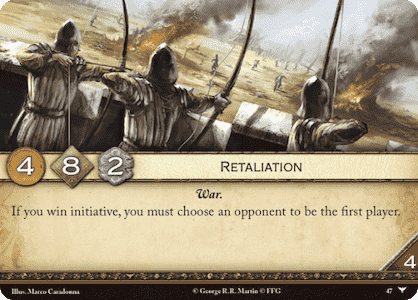 4 8 2 RETALIATION
War.
If you win initiative, you must choose an opponent to be the first player.
4
Illus. Marco Caradonna © George R.R. Martin © FFG 47